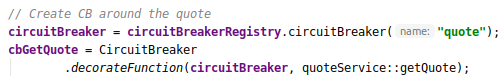 // Create CB around the quote
circuitBreaker = circuitBreakerRegistry.circuitBreaker( name: "quote");
cbGetQuote = CircuitBreaker
.decorateFunction(circuitBreaker, quoteService::getQuote);